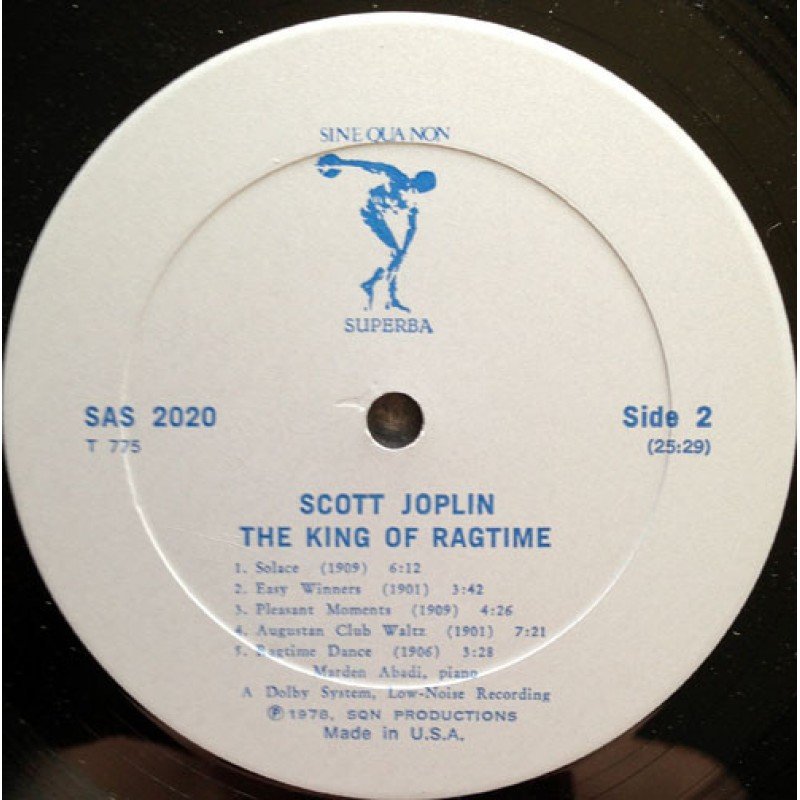 SINE QUA NON
SUPERBA
SAS 2020
T 775
Side 2
(25:29)
SCOTT JOPLIN
THE KING OF RAGTIME
1. Solace (1909) 6:12
2. Easy Winners (1901) 3:42
3. Pleasant Moments (1909) 4:26
4. Augustan Club Waltz (1901) 7:21
5. Ragtime Dance (1906) 3:28
Marden Abadi, piano
A Dolby System, Low-Noise Recording
℗ 1978, SQN PRODUCTIONS
Made in U.S.A.